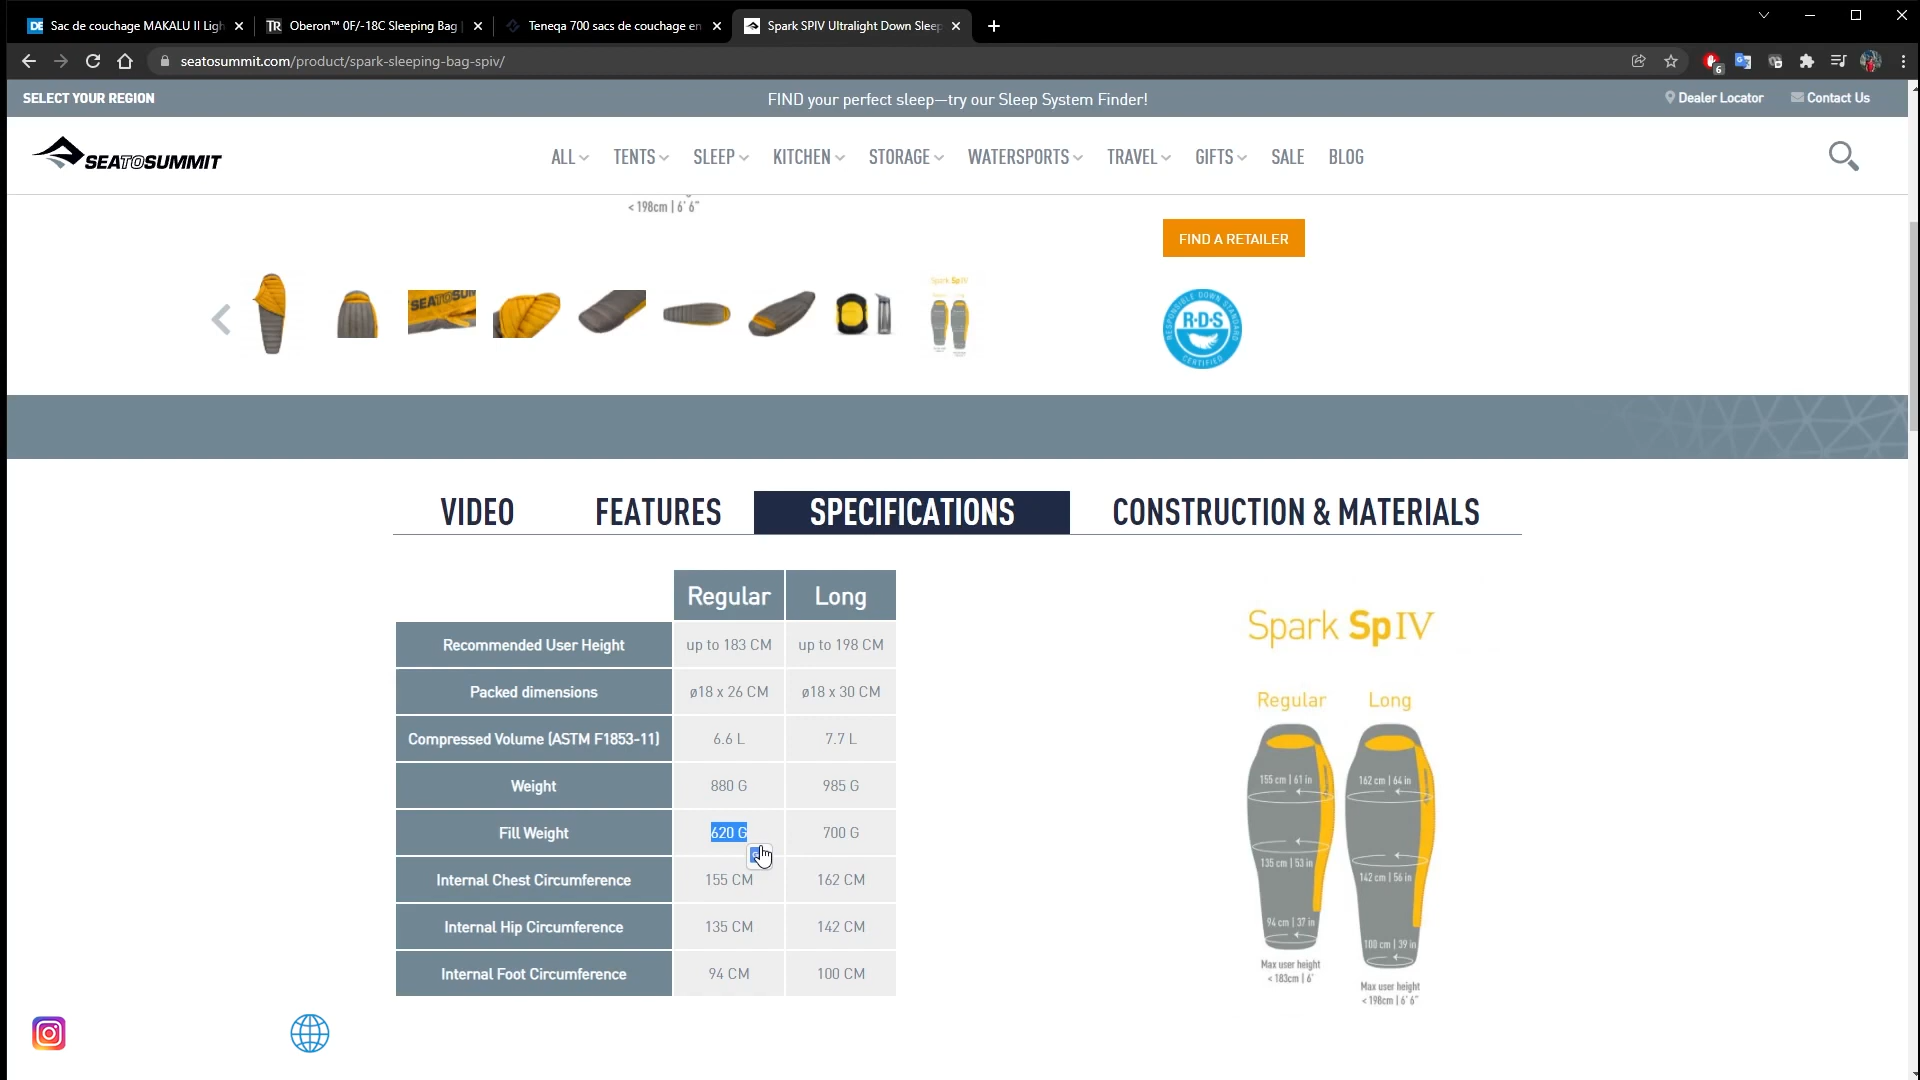 Sac de couchage MAKALU II Ligh
Oberon™ 0F/-18C Sleeping Bag
Teneqa 700 sacs de couchage en
Spark SPIV Ultralight Down Sleep
seatosummit.com/product/spark-sleeping-bag-spiv/
6
SELECT YOUR REGION
FIND your perfect sleep—try our Sleep System Finder!
Dealer Locator
Contact Us
SEATOSUMMIT
ALL
TENTS
SLEEP
KITCHEN
STORAGE
WATERSPORTS
TRAVEL
GIFTS
SALE
BLOG
< 198cm | 6' 6"
FIND A RETAILER
SEATOSUM
Spark SpIV
RESPONSIBLE DOWN STANDARD
R·D·S
CERTIFIED
VIDEO
FEATURES
SPECIFICATIONS
CONSTRUCTION & MATERIALS
Regular Long
Recommended User Height up to 183 CM up to 198 CM
Packed dimensions ø18 x 26 CM ø18 x 30 CM
Compressed Volume (ASTM F1853-11) 6.6 L 7.7 L
Weight 880 G 985 G
Fill Weight 620 G 700 G
Internal Chest Circumference 155 CM 162 CM
Internal Hip Circumference 135 CM 142 CM
Internal Foot Circumference 94 CM 100 CM
Spark SpIV
Regular Long
155 cm | 61 in 162 cm | 64 in
135 cm | 53 in 142 cm | 56 in
94 cm | 37 in 100 cm | 39 in
Max user height
< 183cm | 6'
Max user height
< 198cm | 6' 6"